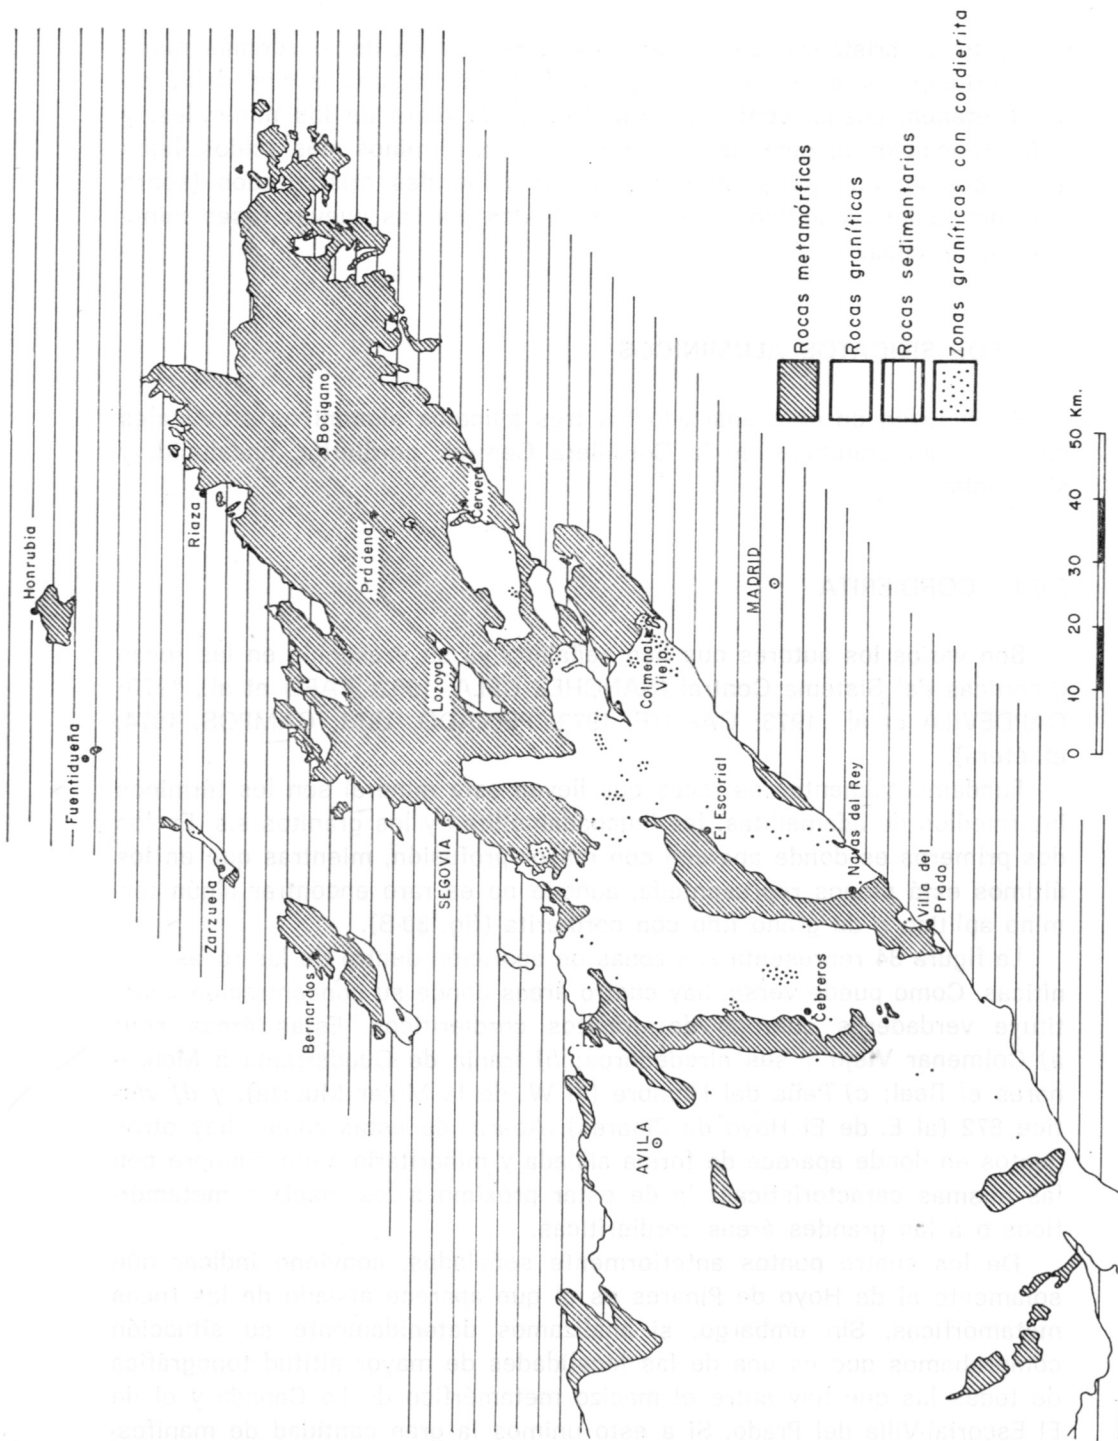 Honrubia
Fuentidueña
Riaza
Zarzuela
Bernardos
Bocigano
Prádena
Cervera
Lozoya
SEGOVIA
Colmenar
Viejo
MADRID
El Escorial
Navas del Rey
Villa del
Prado
Cebreros
AVILA
Rocas metamórficas
Rocas graníticas
Rocas sedimentarias
Zonas graníticas con cordierita
0 10 20 30 40 50 Km.